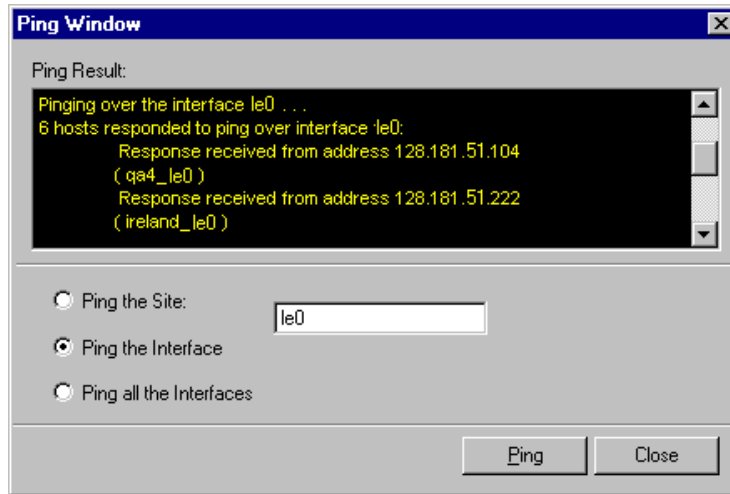 Ping Window
Ping Result:
Pinging over the interface le0 . . .
6 hosts responded to ping over interface le0:
Response received from address 128.181.51.104
( qa4_le0 )
Response received from address 128.181.51.222
( ireland_le0 )
Ping the Site:
le0
Ping the Interface
Ping all the Interfaces
Ping
Close